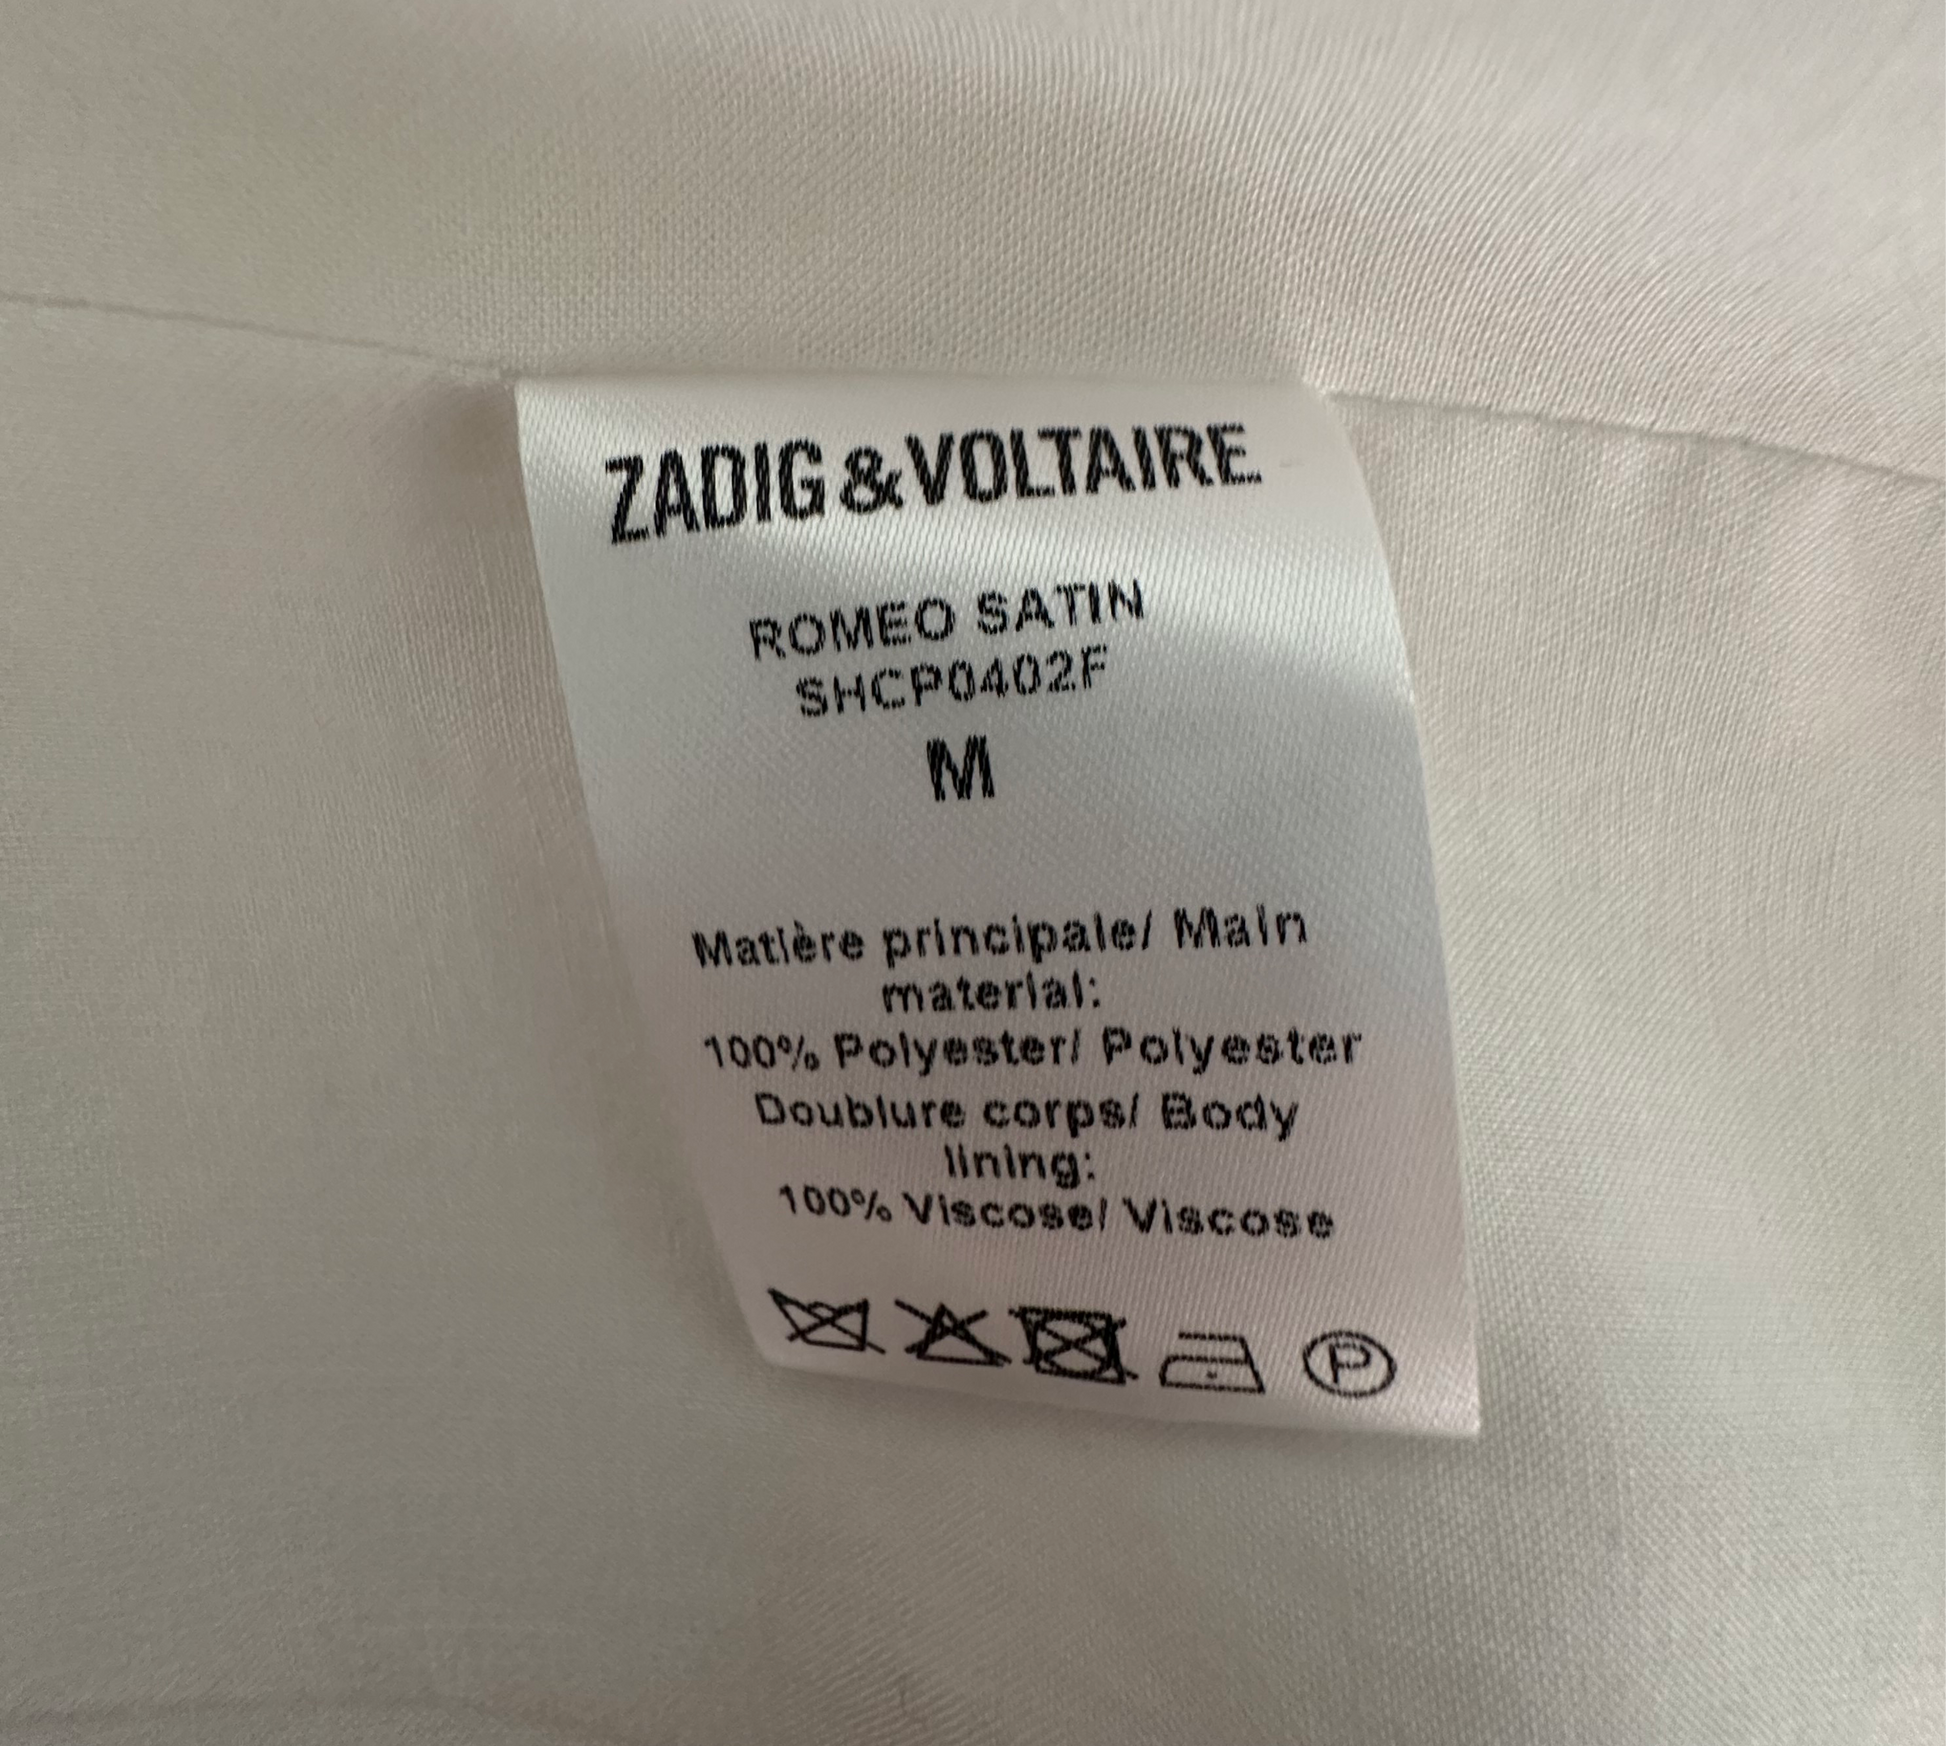 ZADIG & VOLTAIRE
ROMEO SATIN
SHCP0402F
M
Matière principale/ Main
material:
100% Polyester/ Polyester
Doublure corps/ Body
lining:
100% Viscose/ Viscose
P